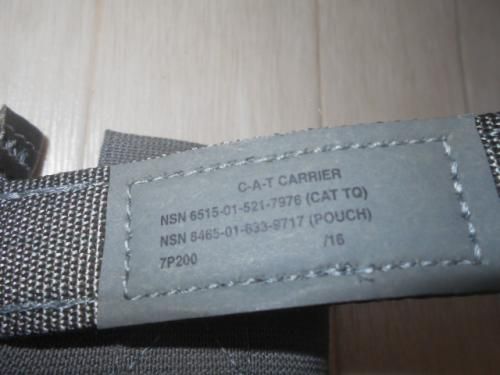 C-A-T CARRIER
NSN 6515-01-521-7976 (CAT TQ)
NSN 8465-01-633-9717 (POUCH)
7P200 /16